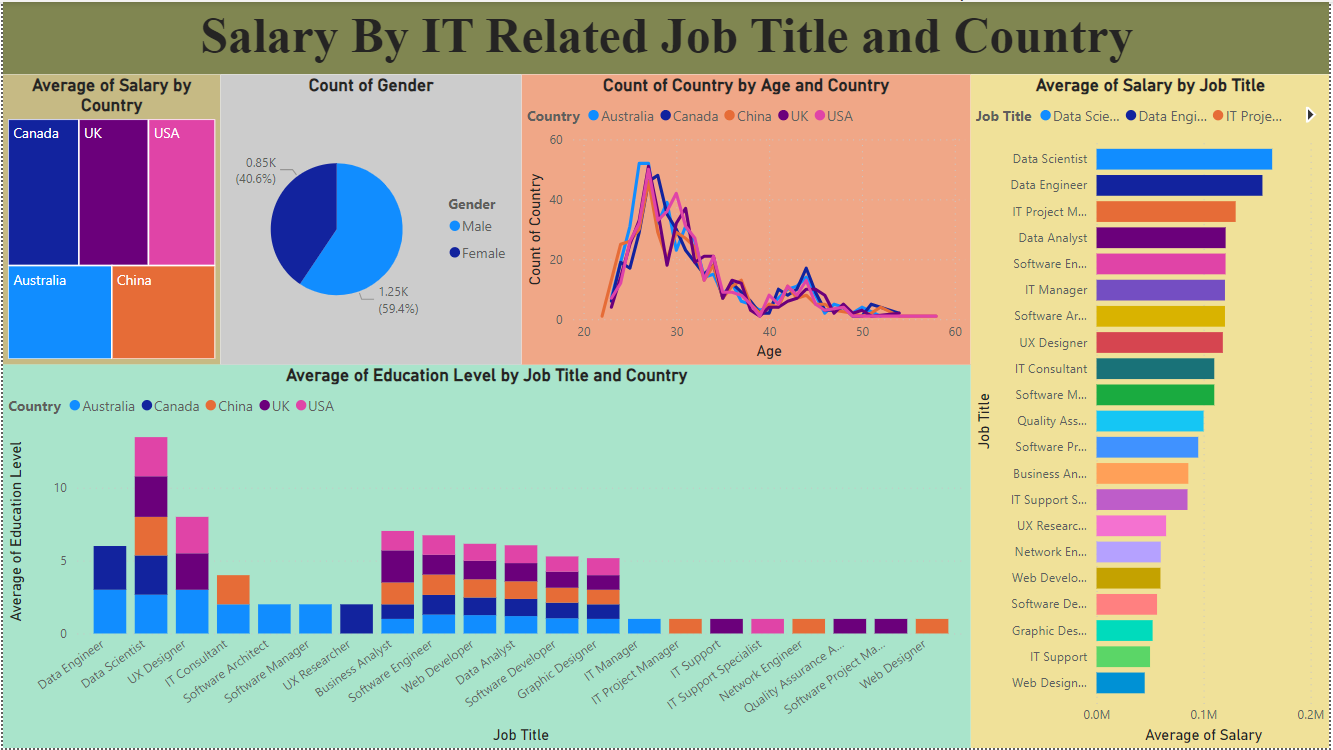 Salary By IT Related Job Title and Country
Average of Salary by
Country
Canada
UK
USA
Australia
China
Count of Gender
0.85K
(40.6%)
1.25K
(59.4%)
Gender
Male
Female
Count of Country by Age and Country
Country Australia Canada China UK USA
Count of Country
60
40
20
0
20 30 40 50 60
Age
Average of Salary by Job Title
Job Title Data Scie... Data Engi... IT Proje...
Job Title
Data Scientist
Data Engineer
IT Project M...
Data Analyst
Software En...
IT Manager
Software Ar...
UX Designer
IT Consultant
Software M...
Quality Ass...
Software Pr...
Business An...
IT Support S...
UX Researc...
Network En...
Web Develo...
Software De...
Graphic Des...
IT Support
Web Design...
0.0M 0.1M 0.2M
Average of Salary
Average of Education Level by Job Title and Country
Country Australia Canada China UK USA
Average of Education Level
10
5
0
Data Engineer
Data Scientist
UX Designer
IT Consultant
Software Architect
Software Manager
UX Researcher
Business Analyst
Software Engineer
Web Developer
Data Analyst
Software Developer
Graphic Designer
IT Manager
IT Project Manager
IT Support
IT Support Specialist
Network Engineer
Quality Assurance A...
Software Project Ma...
Web Designer
Job Title